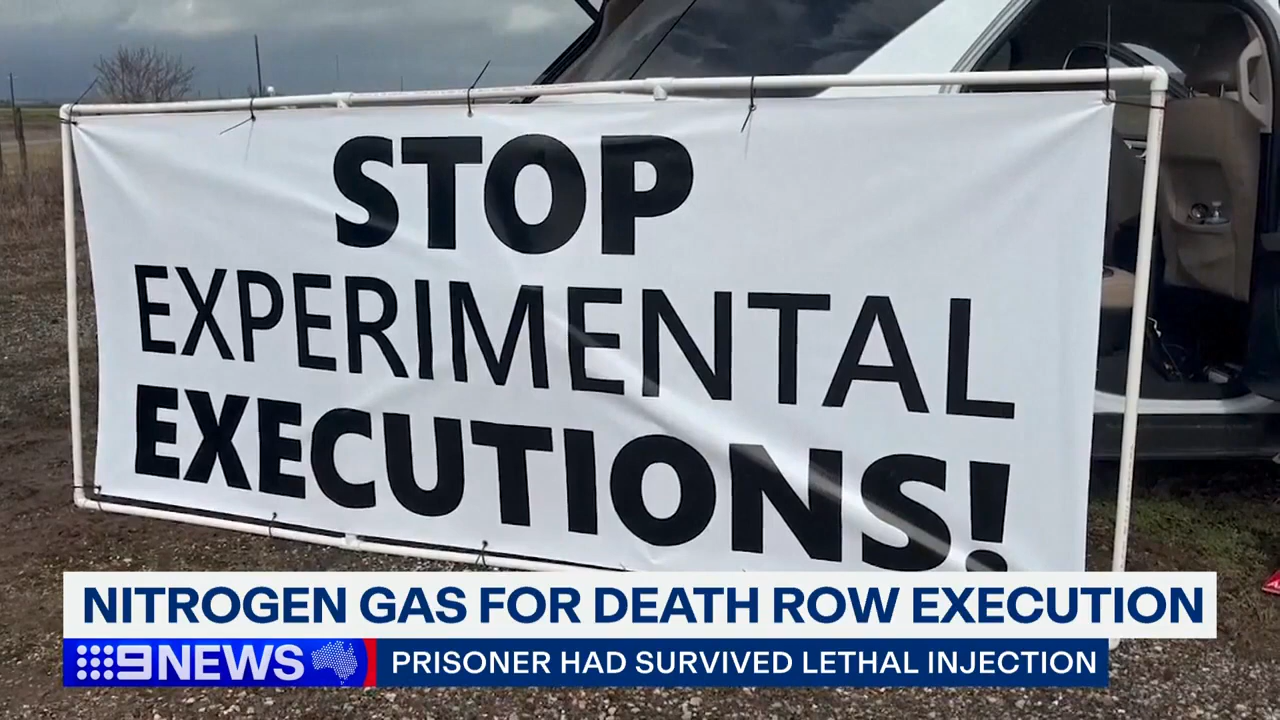 STOP
EXPERIMENTAL
EXECUTIONS!
NITROGEN GAS FOR DEATH ROW EXECUTION
9NEWS
PRISONER HAD SURVIVED LETHAL INJECTION